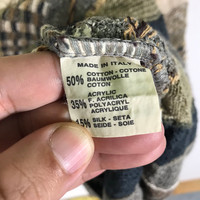 MADE IN ITALY
50% COTTON - COTONE
BAUMWOLLE
COTON
ACRYLIC
35% F. ACRILICA
POLYACRYL
ACRYLIQUE
15% SILK - SETA
SEIDE - SOIE